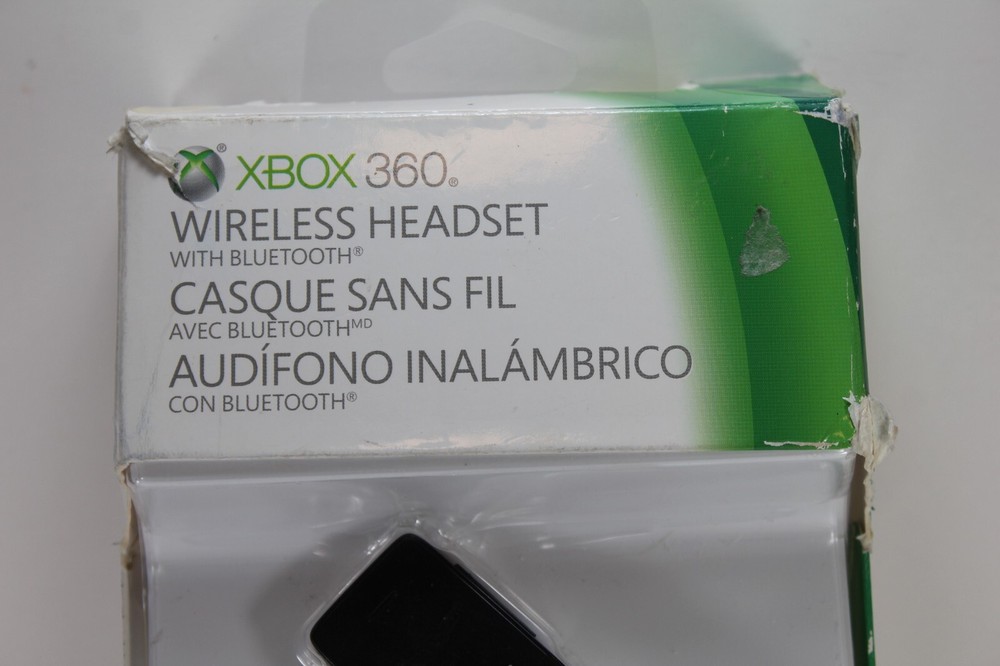 XBOX 360®
WIRELESS HEADSET
WITH BLUETOOTH®
CASQUE SANS FIL
AVEC BLUETOOTHMD
AUDÍFONO INALÁMBRICO
CON BLUETOOTH®